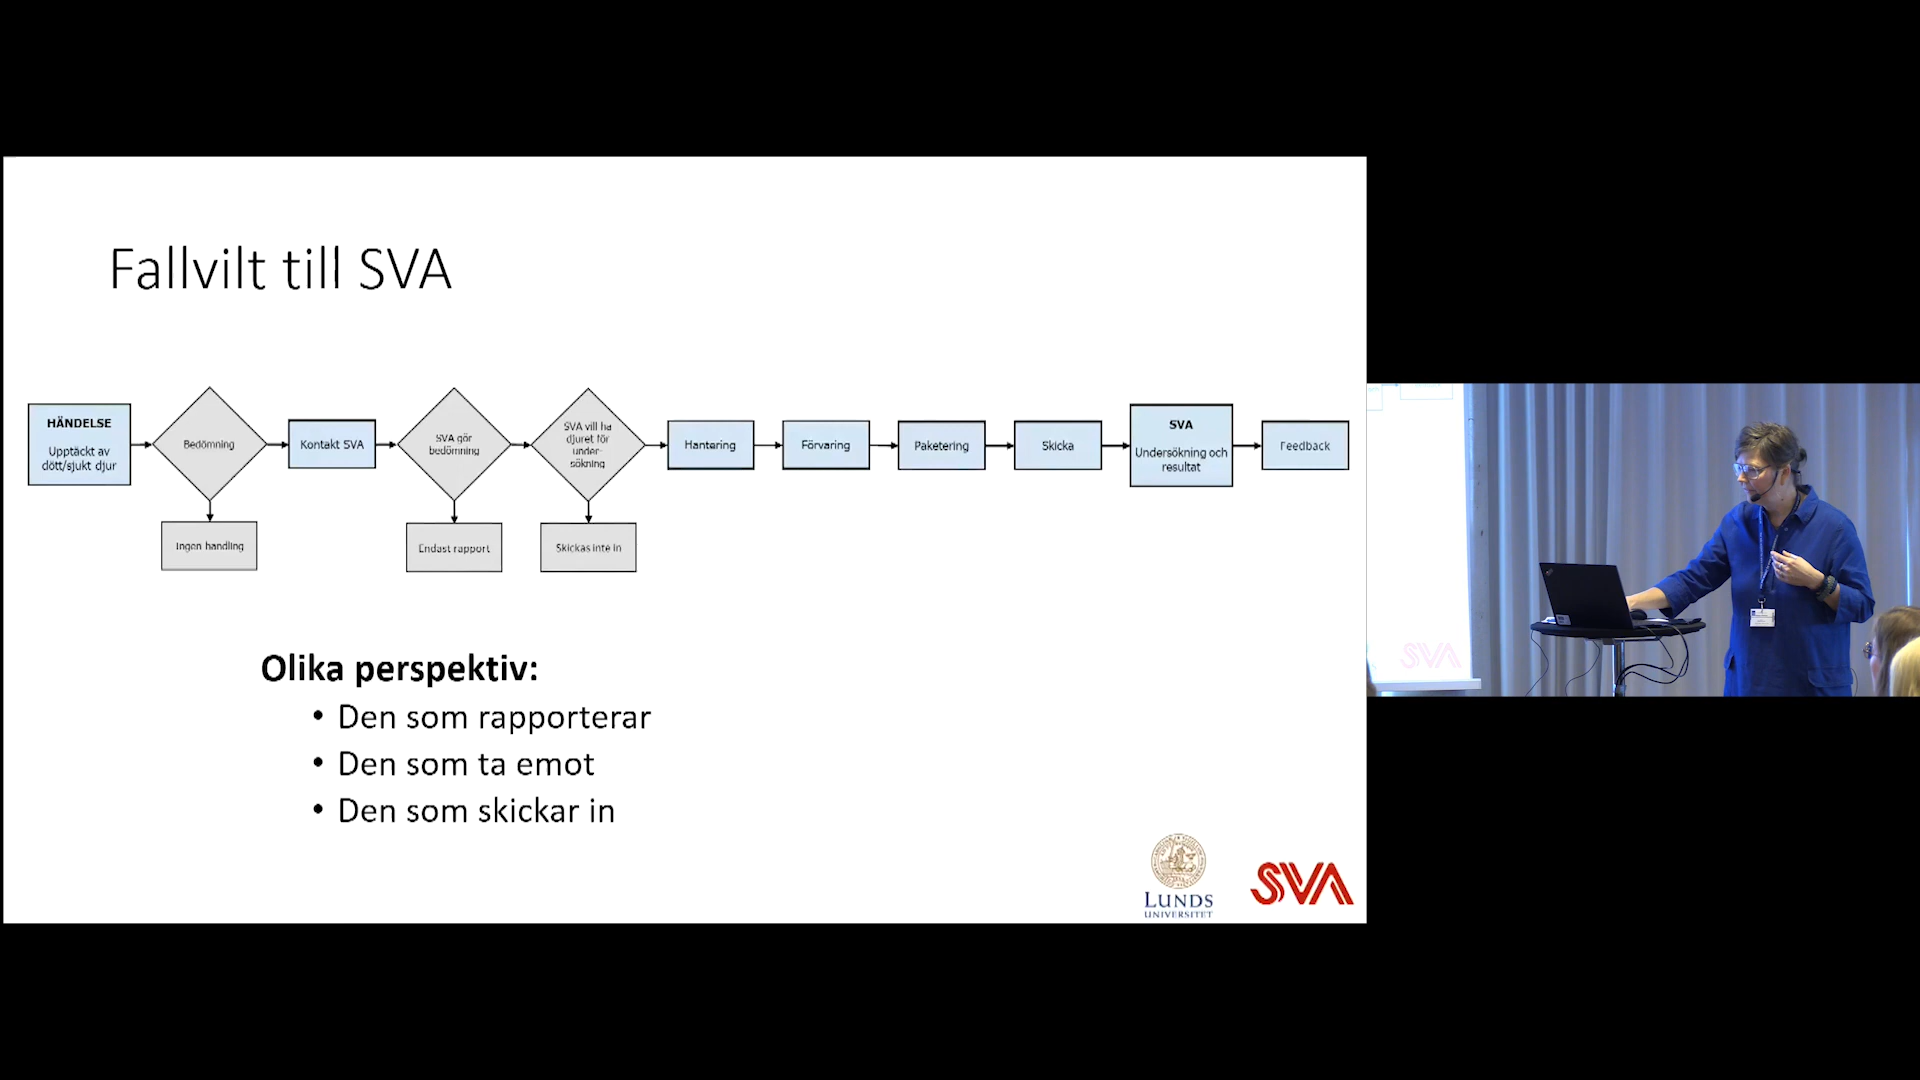 Fallvilt till SVA
HÄNDELSE
Upptäckt av
dött/sjukt djur
Bedömning
Ingen handling
Kontakt SVA
SVA gör
bedömning
Endast rapport
SVA vill ha
djuret för
under-
sökning
Skickas inte in
Hantering
Förvaring
Paketering
Skicka
SVA
Undersökning och
resultat
Feedback
Olika perspektiv:
• Den som rapporterar
• Den som ta emot
• Den som skickar in
LUNDS
UNIVERSITET
SVA
SVA